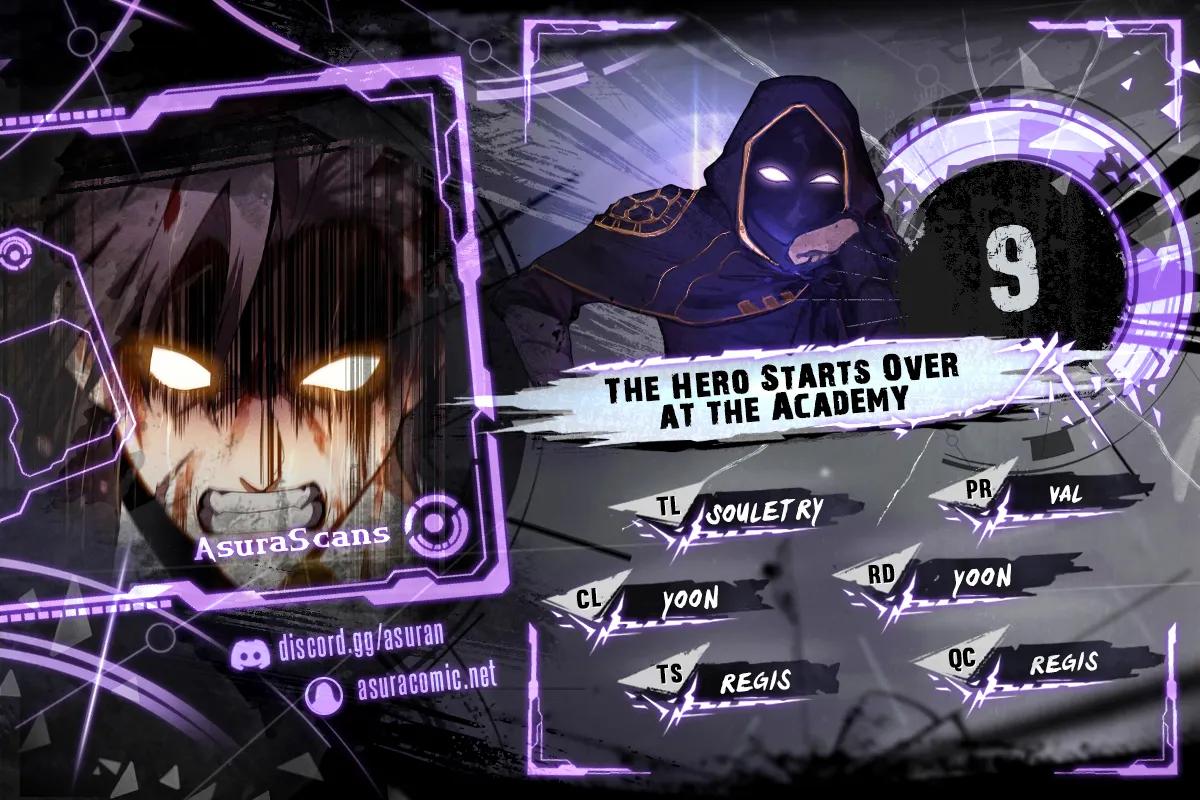 9
THE HERO STARTS OVER
AT THE ACADEMY
TL SOULETRY
PR VAL
CL YOON
RD YOON
TS REGIS
QC REGIS
AsuraScans
discord.gg/asuran
asuracomic.net